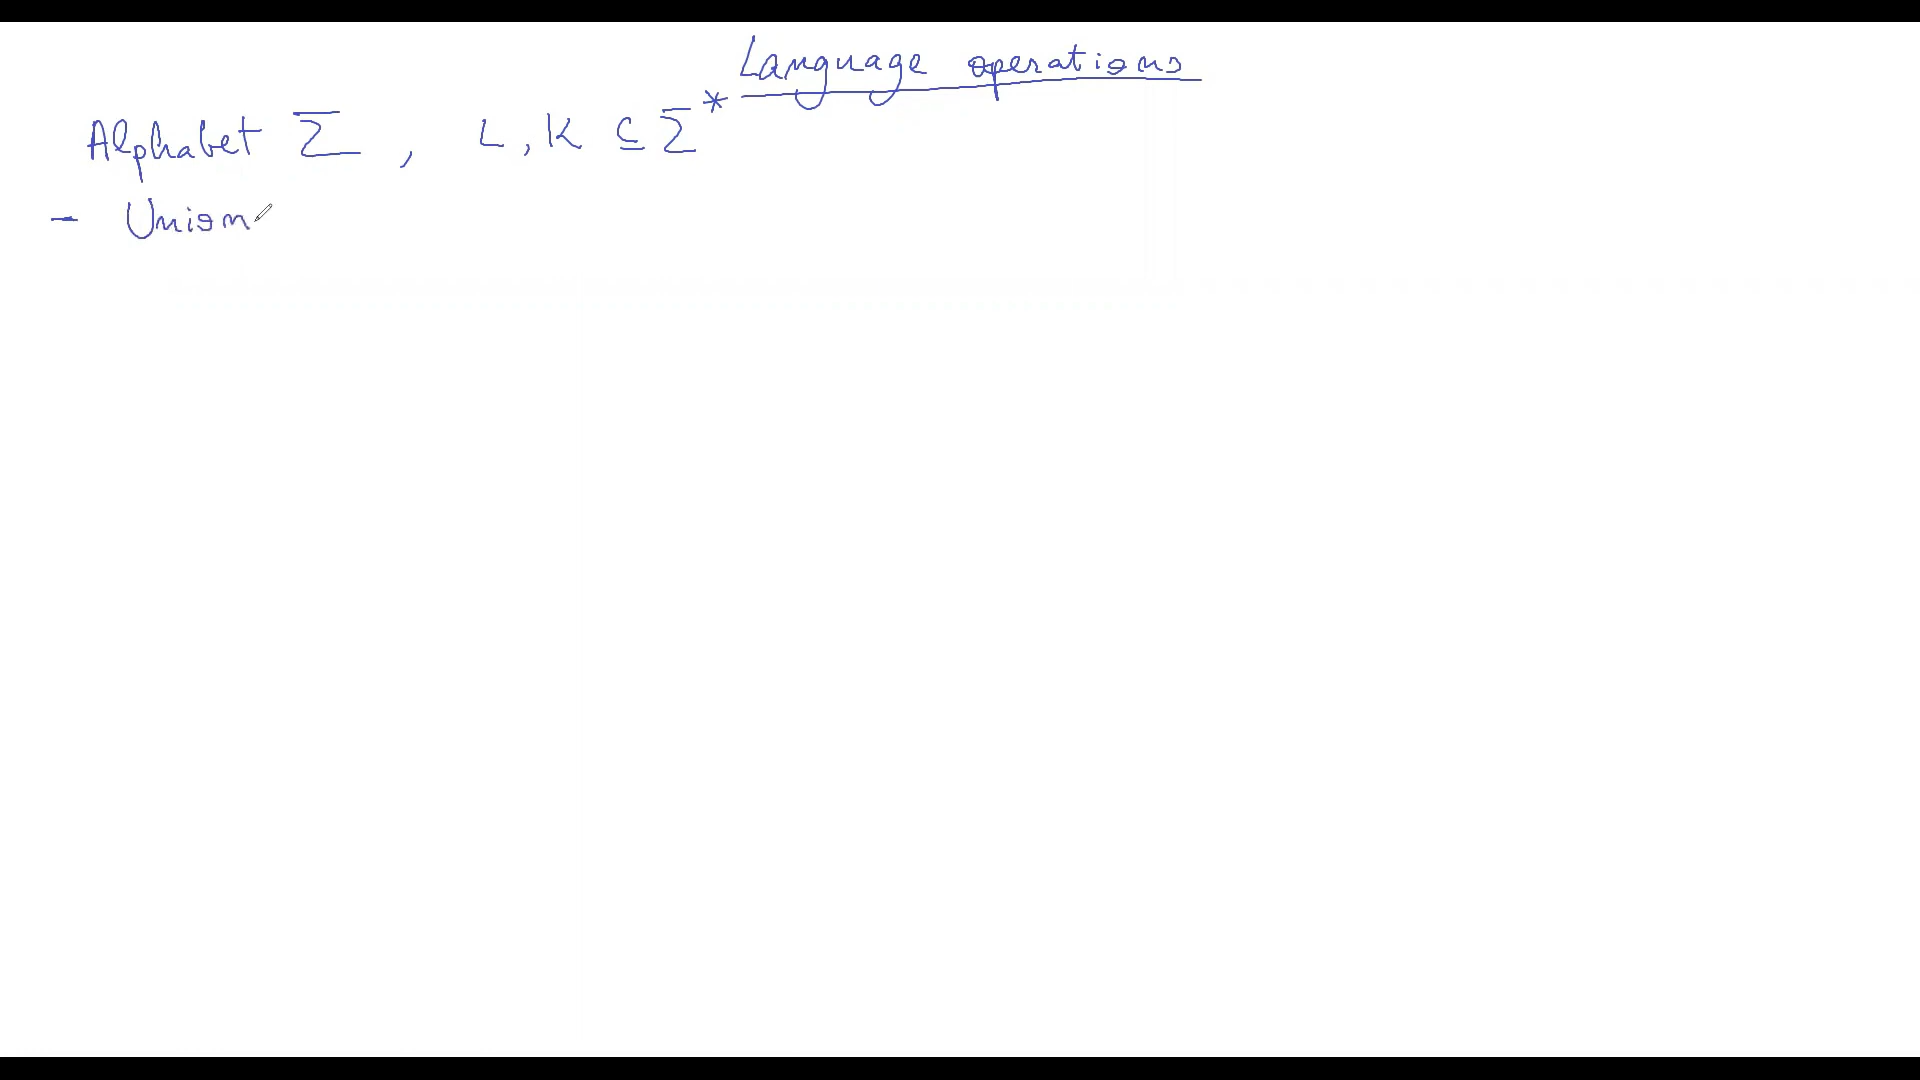 Language operations
Alphabet Σ, L, K ⊆ Σ*
- Union